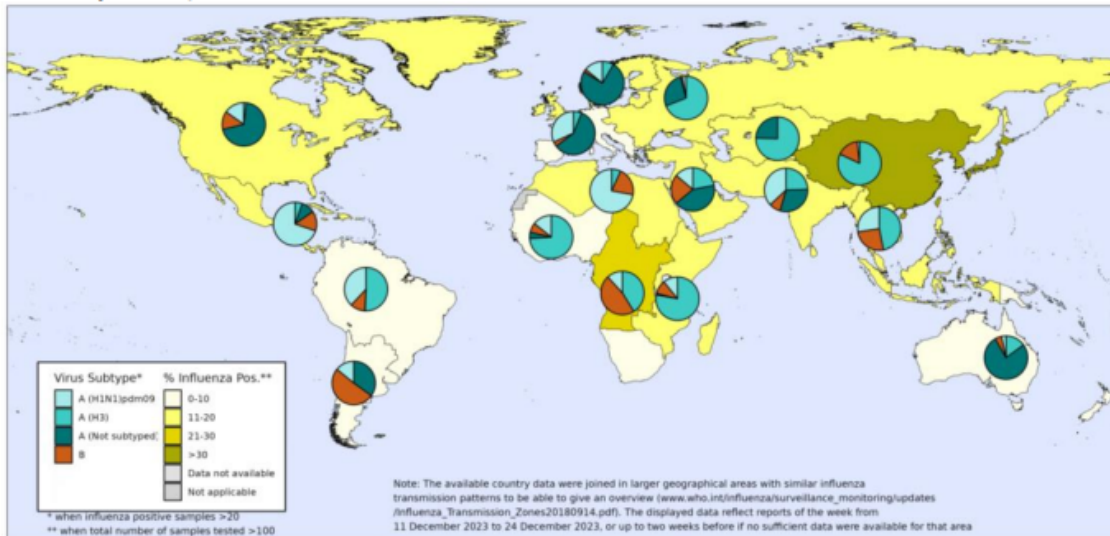 Virus Subtype*
A (H1N1)pdm09
A (H3)
A (Not subtyped)
B
% Influenza Pos.**
0-10
11-20
21-30
>30
Data not available
Not applicable
* when influenza positive samples >20
** when total number of samples tested >100
Note: The available country data were joined in larger geographical areas with similar influenza
transmission patterns to be able to give an overview (www.who.int/influenza/surveillance_monitoring/updates
/Influenza_Transmission_Zones20180914.pdf). The displayed data reflect reports of the week from
11 December 2023 to 24 December 2023, or up to two weeks before if no sufficient data were available for that area